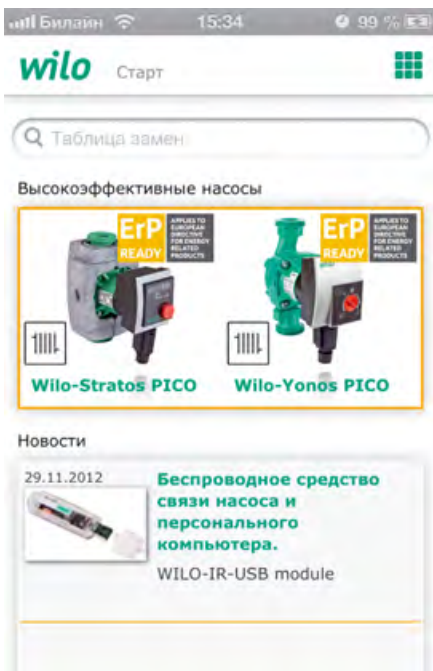 Билайн 15:34 99 %
wilo Старт
Таблица замен
Высокоэффективные насосы
ErP READY APPLIES TO EUROPEAN DIRECTIVE FOR ENERGY RELATED PRODUCTS
ErP READY APPLIES TO EUROPEAN DIRECTIVE FOR ENERGY RELATED PRODUCTS
Wilo-Stratos PICO Wilo-Yonos PICO
Новости
29.11.2012 Беспроводное средство
связи насоса и
персонального
компьютера.
WILO-IR-USB module